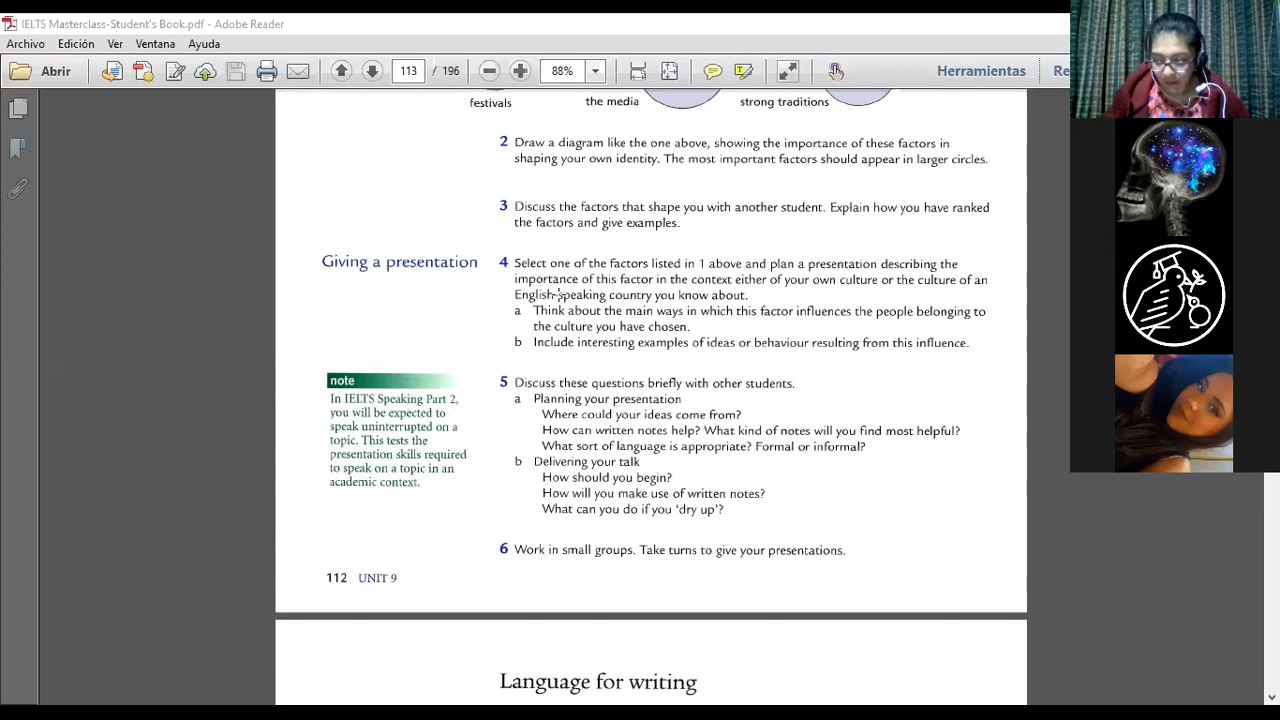 IELTS Masterclass-Student's Book.pdf - Adobe Reader
Archivo Edición Ver Ventana Ayuda
Abrir 113 / 196 88% Herramientas Re
festivals the media strong traditions
2 Draw a diagram like the one above, showing the importance of these factors in
shaping your own identity. The most important factors should appear in larger circles.
3 Discuss the factors that shape you with another student. Explain how you have ranked
the factors and give examples.
Giving a presentation
4 Select one of the factors listed in 1 above and plan a presentation describing the
importance of this factor in the context either of your own culture or the culture of an
English-speaking country you know about.
a Think about the main ways in which this factor influences the people belonging to
the culture you have chosen.
b Include interesting examples of ideas or behaviour resulting from this influence.
note
In IELTS Speaking Part 2,
you will be expected to
speak uninterrupted on a
topic. This tests the
presentation skills required
to speak on a topic in an
academic context.
5 Discuss these questions briefly with other students.
a Planning your presentation
Where could your ideas come from?
How can written notes help? What kind of notes will you find most helpful?
What sort of language is appropriate? Formal or informal?
b Delivering your talk
How should you begin?
How will you make use of written notes?
What can you do if you 'dry up'?
6 Work in small groups. Take turns to give your presentations.
112 UNIT 9
Language for writing